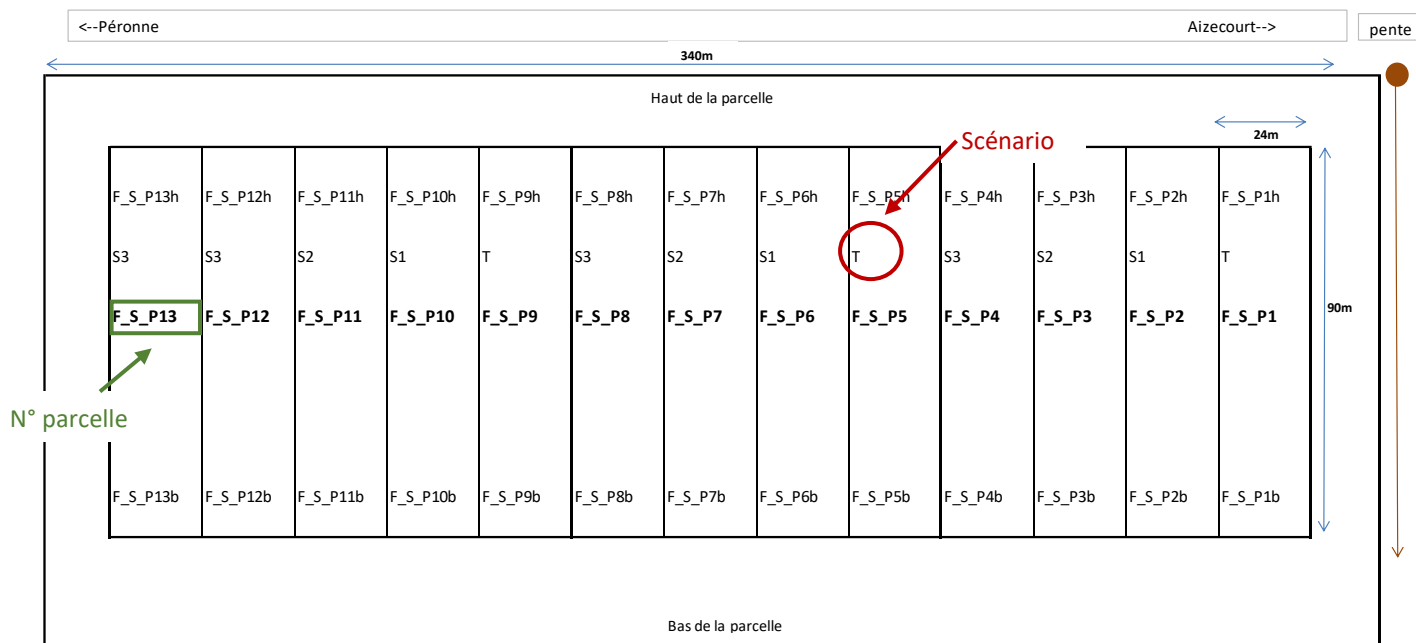 <--Péronne Aizecourt--> pente
340m
Haut de la parcelle
24m
Scénario
F_S_P13h F_S_P12h F_S_P11h F_S_P10h F_S_P9h F_S_P8h F_S_P7h F_S_P6h F_S_P5h F_S_P4h F_S_P3h F_S_P2h F_S_P1h
S3 S3 S2 S1 T S3 S2 S1 T S3 S2 S1 T
F_S_P13 F_S_P12 F_S_P11 F_S_P10 F_S_P9 F_S_P8 F_S_P7 F_S_P6 F_S_P5 F_S_P4 F_S_P3 F_S_P2 F_S_P1 90m
N° parcelle
F_S_P13b F_S_P12b F_S_P11b F_S_P10b F_S_P9b F_S_P8b F_S_P7b F_S_P6b F_S_P5b F_S_P4b F_S_P3b F_S_P2b F_S_P1b
Bas de la parcelle